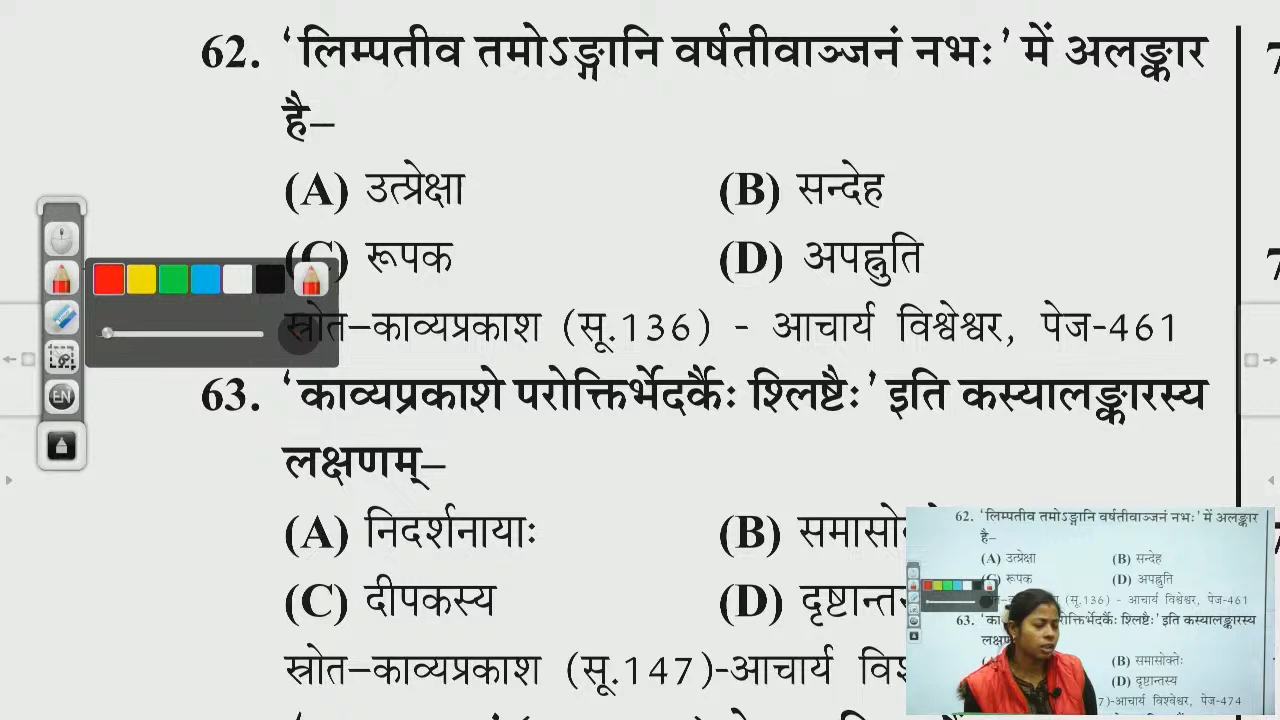 62. ‘लिम्पतीव तमोऽङ्गानि वर्षतीवाञ्जनं नभः’ में अलङ्कार
है–
(A) उत्प्रेक्षा (B) सन्देह
(C) रूपक (D) अपह्नुति
स्रोत–काव्यप्रकाश (सू.136) - आचार्य विश्वेश्वर, पेज-461
63. ‘काव्यप्रकाशे परोक्तिर्भेदकैः श्लिष्टैः’ इति कस्यालङ्कारस्य
लक्षणम्–
(A) निदर्शनायाः (B)
(C) दीपकस्य (D)
स्रोत–काव्यप्रकाश (सू.147)-आचार्य
EN
62. ‘लिम्पतीव तमोऽङ्गानि वर्षतीवाञ्जनं नभः’ में अलङ्कार
है–
(A) उत्प्रेक्षा (B) सन्देह
रूपक (D) अपह्नुति
(सू.136) - आचार्य विश्वेश्वर, पेज-461
63. श्लिष्टैः’ इति कस्यालङ्कारस्य
(B) समासोक्तेः
(D) दृष्टान्तस्य
7)-आचार्य विश्वेश्वर, पेज-474